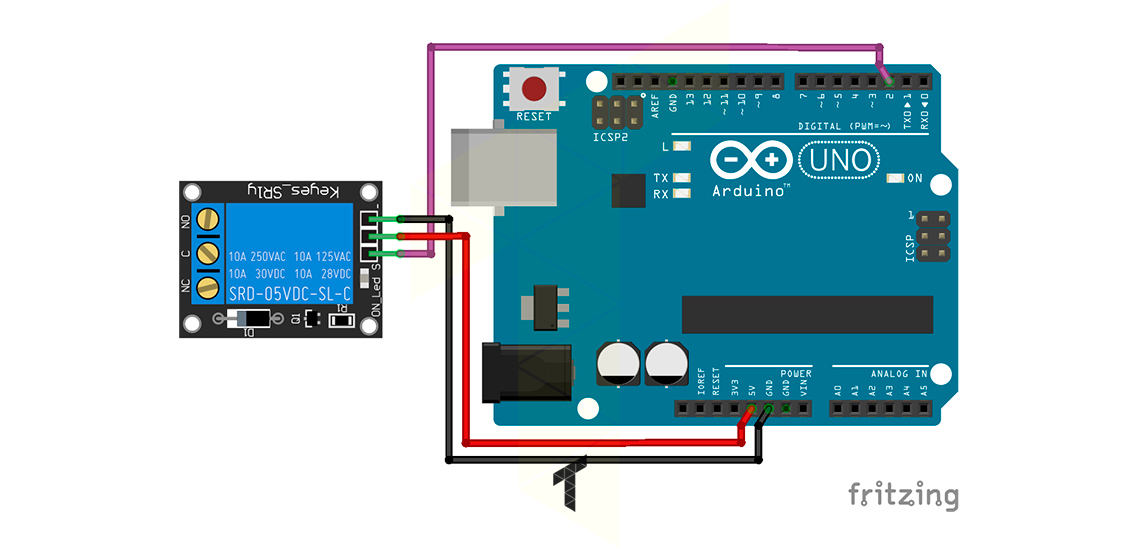 RESET
ICSP2
AREF
GND
13
12
~11
~10
~9
8
7
~6
~5
4
~3
2
TX0▶1
RX0◀0
DIGITAL (PWM=~)
L
TX
RX
Arduino™
UNO
ON
1
ICSP
Keyes_SRly
NO
C
NC
10A 250VAC 10A 125VAC
10A 30VDC 10A 28VDC
SRD-05VDC-SL-C
-
S
ON_Led
D1
Q1
R1
POWER
ANALOG IN
IOREF
RESET
3V3
5V
GND
GND
VIN
A0
A1
A2
A3
A4
A5
fritzing